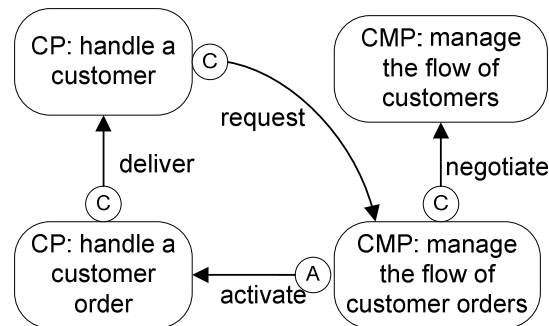 CP: handle a
customer
C
CMP: manage
the flow of
customers
request
deliver
negotiate
C
C
CP: handle a
customer
order
A
activate
CMP: manage
the flow of
customer orders